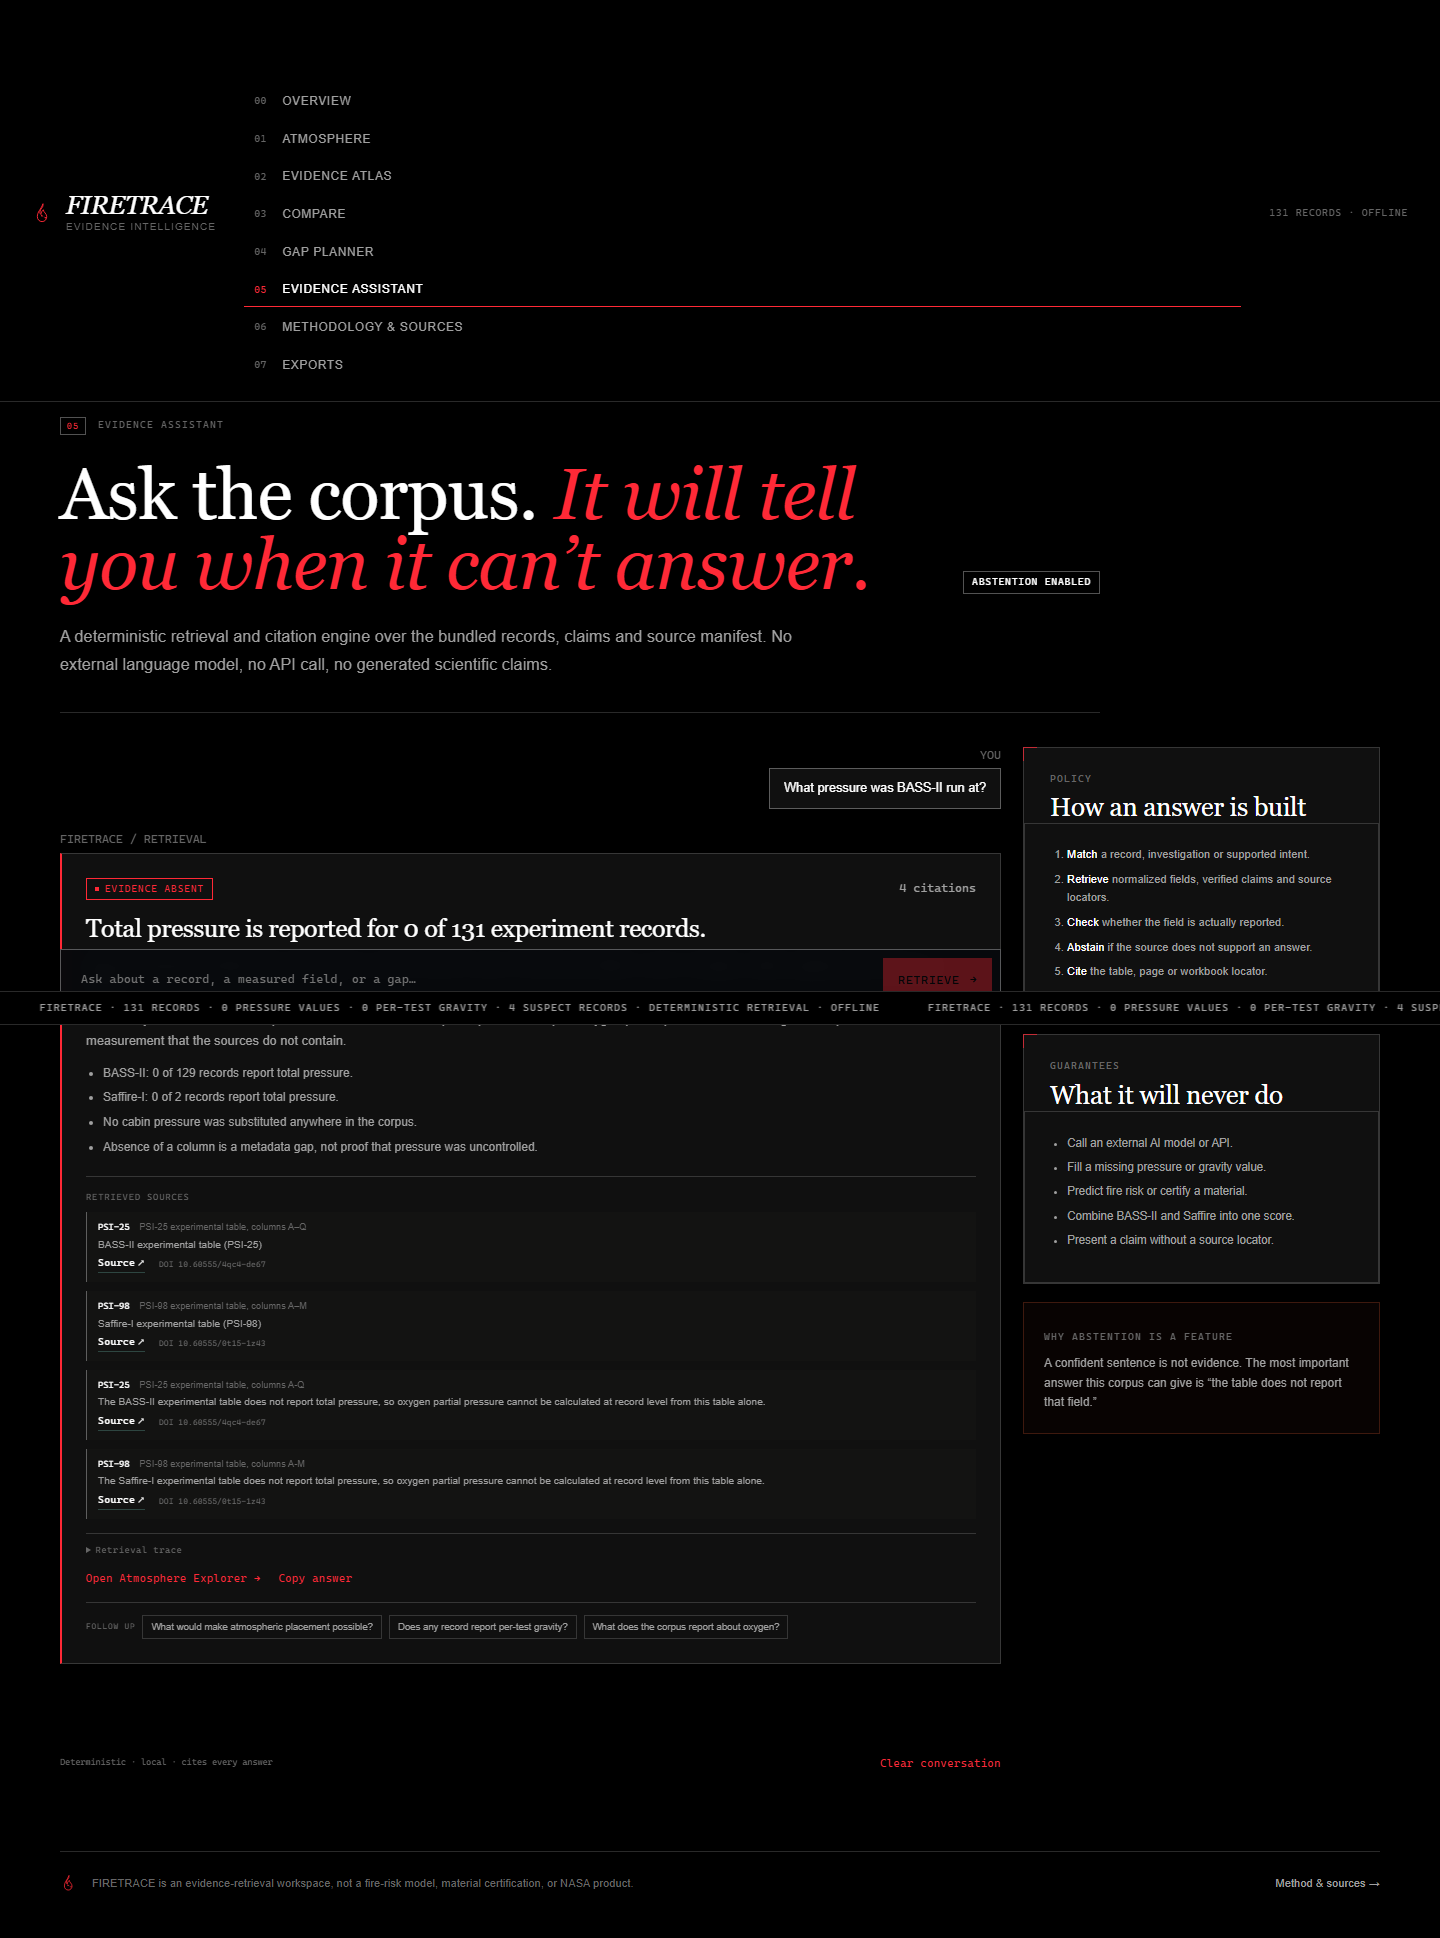 00 OVERVIEW
01 ATMOSPHERE
02 EVIDENCE ATLAS
03 COMPARE
04 GAP PLANNER
05 EVIDENCE ASSISTANT
06 METHODOLOGY & SOURCES
07 EXPORTS
FIRETRACE
EVIDENCE INTELLIGENCE
131 RECORDS · OFFLINE
05 EVIDENCE ASSISTANT
Ask the corpus. It will tell
you when it can’t answer.
ABSTENTION ENABLED
A deterministic retrieval and citation engine over the bundled records, claims and source manifest. No
external language model, no API call, no generated scientific claims.
YOU
What pressure was BASS-II run at?
FIRETRACE / RETRIEVAL
EVIDENCE ABSENT
4 citations
Total pressure is reported for 0 of 131 experiment records.
Ask about a record, a measured field, or a gap…
RETRIEVE →
FIRETRACE · 131 RECORDS · 0 PRESSURE VALUES · 0 PER-TEST GRAVITY · 4 SUSPECT RECORDS · DETERMINISTIC RETRIEVAL · OFFLINE
FIRETRACE · 131 RECORDS · 0 PRESSURE VALUES · 0 PER-TEST GRAVITY · 4 SUSP
measurement that the sources do not contain.
• BASS-II: 0 of 129 records report total pressure.
• Saffire-I: 0 of 2 records report total pressure.
• No cabin pressure was substituted anywhere in the corpus.
• Absence of a column is a metadata gap, not proof that pressure was uncontrolled.
RETRIEVED SOURCES
PSI-25 PSI-25 experimental table, columns A–Q
BASS-II experimental table (PSI-25)
Source ↗ DOI 10.60555/4qc4-de67
PSI-98 PSI-98 experimental table, columns A–M
Saffire-I experimental table (PSI-98)
Source ↗ DOI 10.60555/0t15-1z43
PSI-25 PSI-25 experimental table, columns A-Q
The BASS-II experimental table does not report total pressure, so oxygen partial pressure cannot be calculated at record level from this table alone.
Source ↗ DOI 10.60555/4qc4-de67
PSI-98 PSI-98 experimental table, columns A-M
The Saffire-I experimental table does not report total pressure, so oxygen partial pressure cannot be calculated at record level from this table alone.
Source ↗ DOI 10.60555/0t15-1z43
▶ Retrieval trace
Open Atmosphere Explorer → Copy answer
FOLLOW UP What would make atmospheric placement possible? Does any record report per-test gravity? What does the corpus report about oxygen?
Deterministic · local · cites every answer
Clear conversation
POLICY
How an answer is built
1. Match a record, investigation or supported intent.
2. Retrieve normalized fields, verified claims and source
locators.
3. Check whether the field is actually reported.
4. Abstain if the source does not support an answer.
5. Cite the table, page or workbook locator.
GUARANTEES
What it will never do
• Call an external AI model or API.
• Fill a missing pressure or gravity value.
• Predict fire risk or certify a material.
• Combine BASS-II and Saffire into one score.
• Present a claim without a source locator.
WHY ABSTENTION IS A FEATURE
A confident sentence is not evidence. The most important
answer this corpus can give is “the table does not report
that field.”
FIRETRACE is an evidence-retrieval workspace, not a fire-risk model, material certification, or NASA product.
Method & sources →